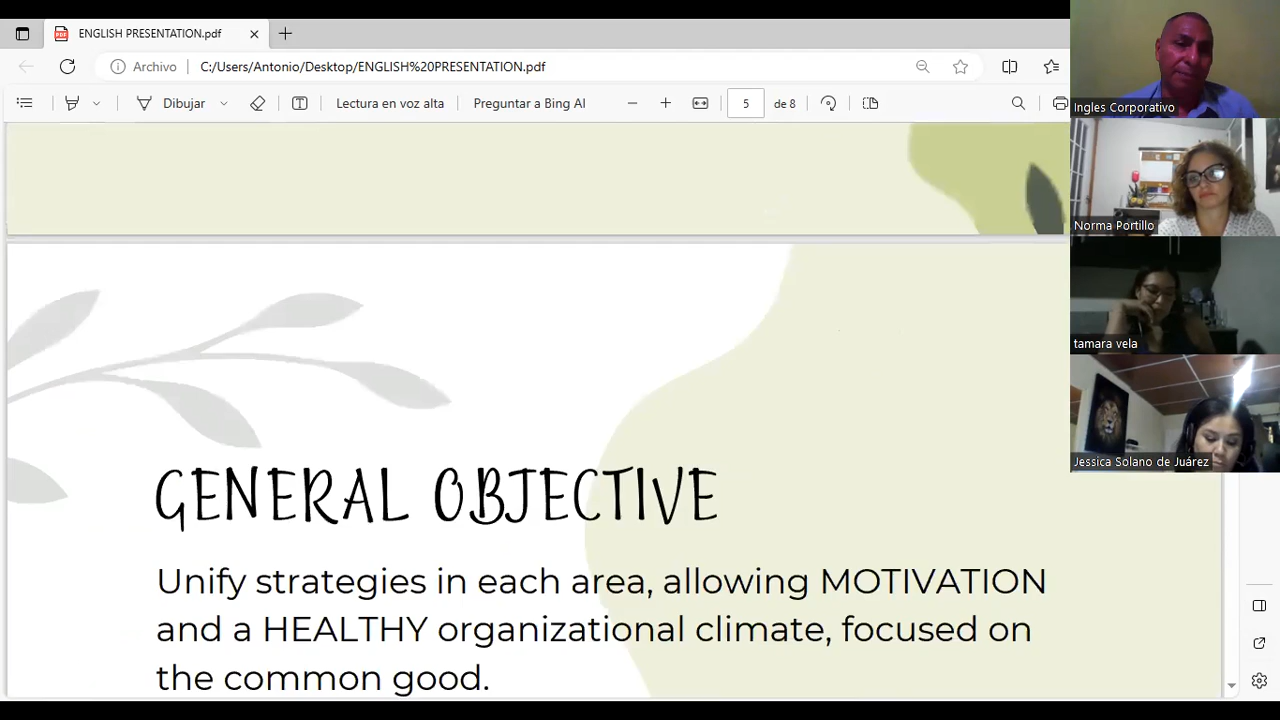 ENGLISH PRESENTATION.pdf
Archivo C:/Users/Antonio/Desktop/ENGLISH%20PRESENTATION.pdf
Dibujar Lectura en voz alta Preguntar a Bing AI 5 de 8
Ingles Corporativo
Norma Portillo
tamara vela
Jessica Solano de Juárez
GENERAL OBJECTIVE
Unify strategies in each area, allowing MOTIVATION
and a HEALTHY organizational climate, focused on
the common good.